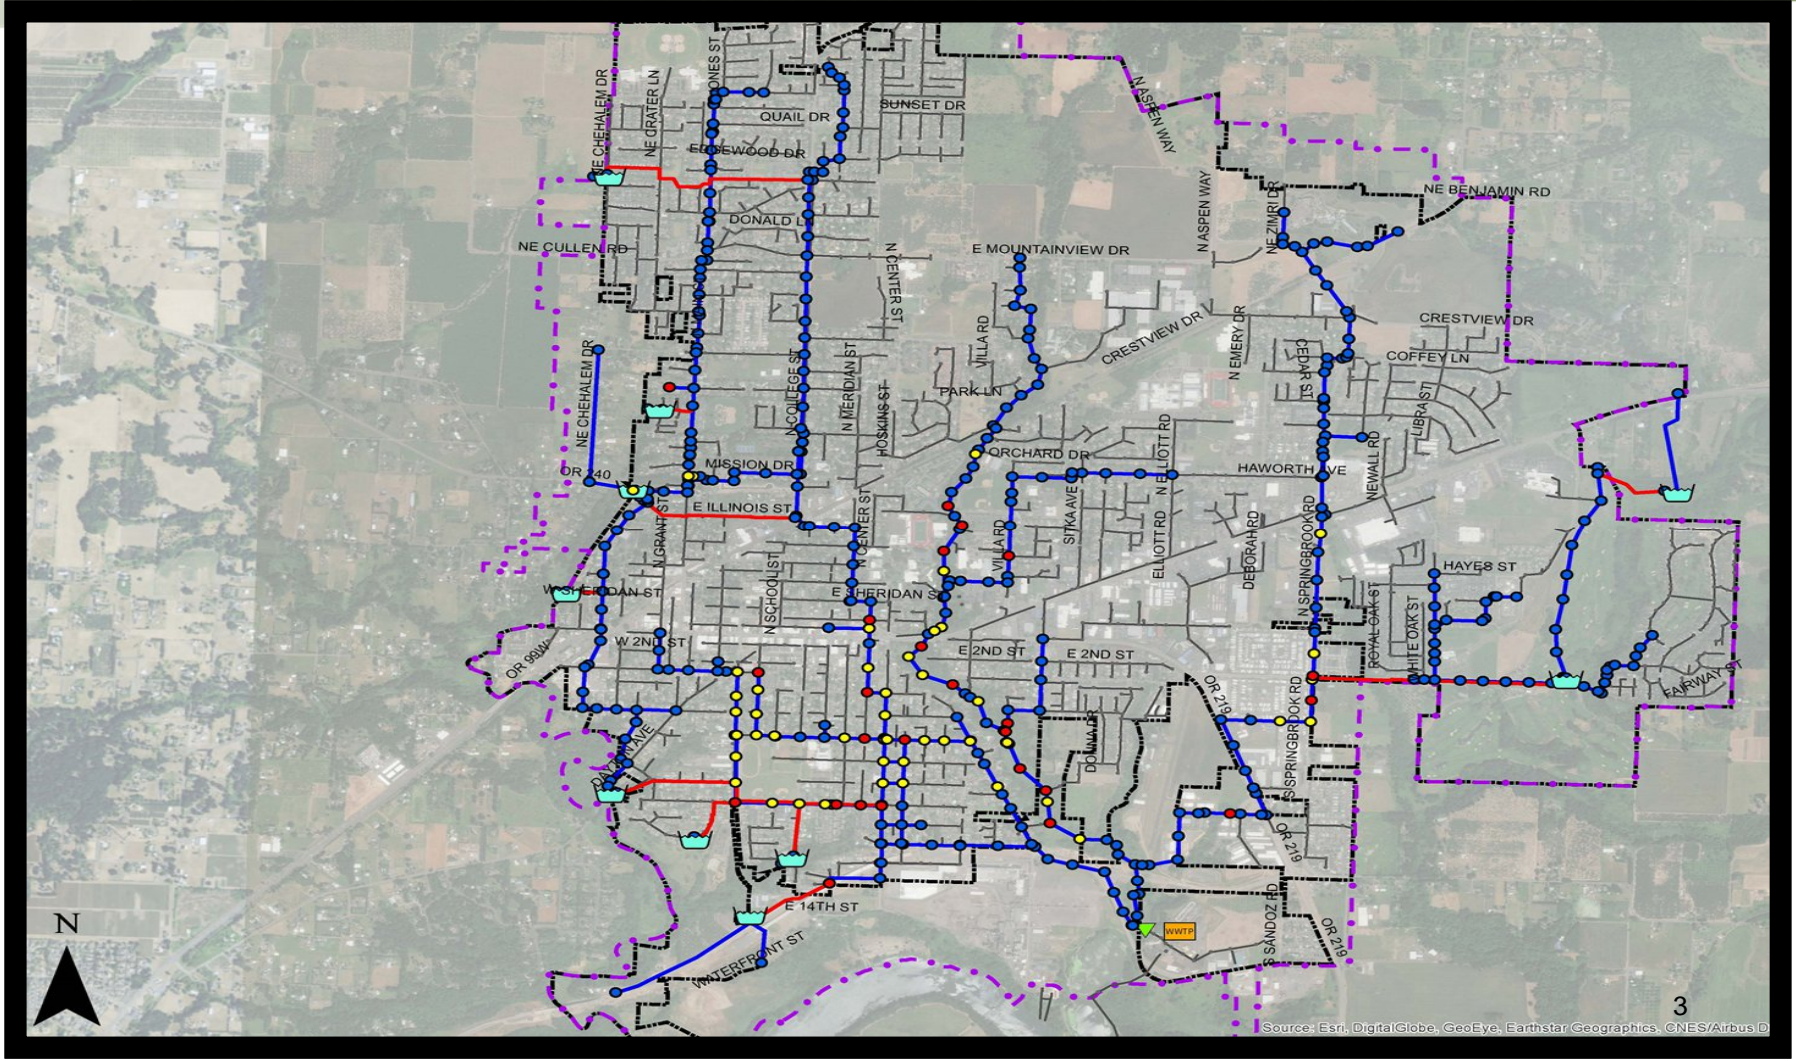 NE CHEHALEM DR
NE CRATER LN
JONES ST
SUNSET DR
QUAIL DR
EDGEWOOD DR
N ASPEN WAY
NE BENJAMIN RD
N ASPEN WAY
NE ZIMRI DR
DONALD L
NE CULLEN RD
N CENTER ST
E MOUNTAINVIEW DR
VILLA RD
CRESTVIEW DR
N EMERY DR
CRESTVIEW DR
COFFEY LN
CEDAR ST
NE CHEHALEM DR
N COLLEGE ST
N MERIDIAN ST
HOSKINS ST
PARK LN
LIBRA ST
N ELLIOTT RD
ORCHARD DR
HAWORTH AVE
NEWALL RD
OR 240
MISSION DR
E ILLINOIS ST
N GRANT ST
N CENTER ST
VILLA RD
SITKA AVE
ELLIOTT RD
DEBORAH RD
N SPRINGBROOK RD
HAYES ST
W SHERIDAN ST
N SCHOOL ST
E SHERIDAN S
ROYAL OAK ST
WHITE OAK ST
OR 99W
W 2ND ST
E 2ND ST
E 2ND ST
OR 219
FAIRWAY ST
DAYTON AVE
DONNA DR
S SPRINGBROOK RD
OR 219
E 14TH ST
WATERFRONT ST
WWTP
S SANDOZ RD
OR 219
N
3
Source: Esri, DigitalGlobe, GeoEye, Earthstar Geographics, CNES/Airbus D